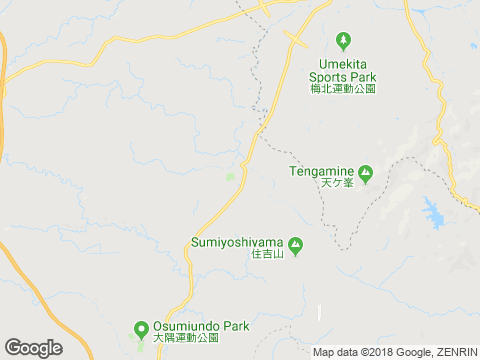 Umekita
Sports Park
梅北運動公園
Tengamine
天ケ峯
Sumiyoshiyama
住吉山
Osumiundo Park
大隅運動公園
Google
Map data ©2018 Google, ZENRIN